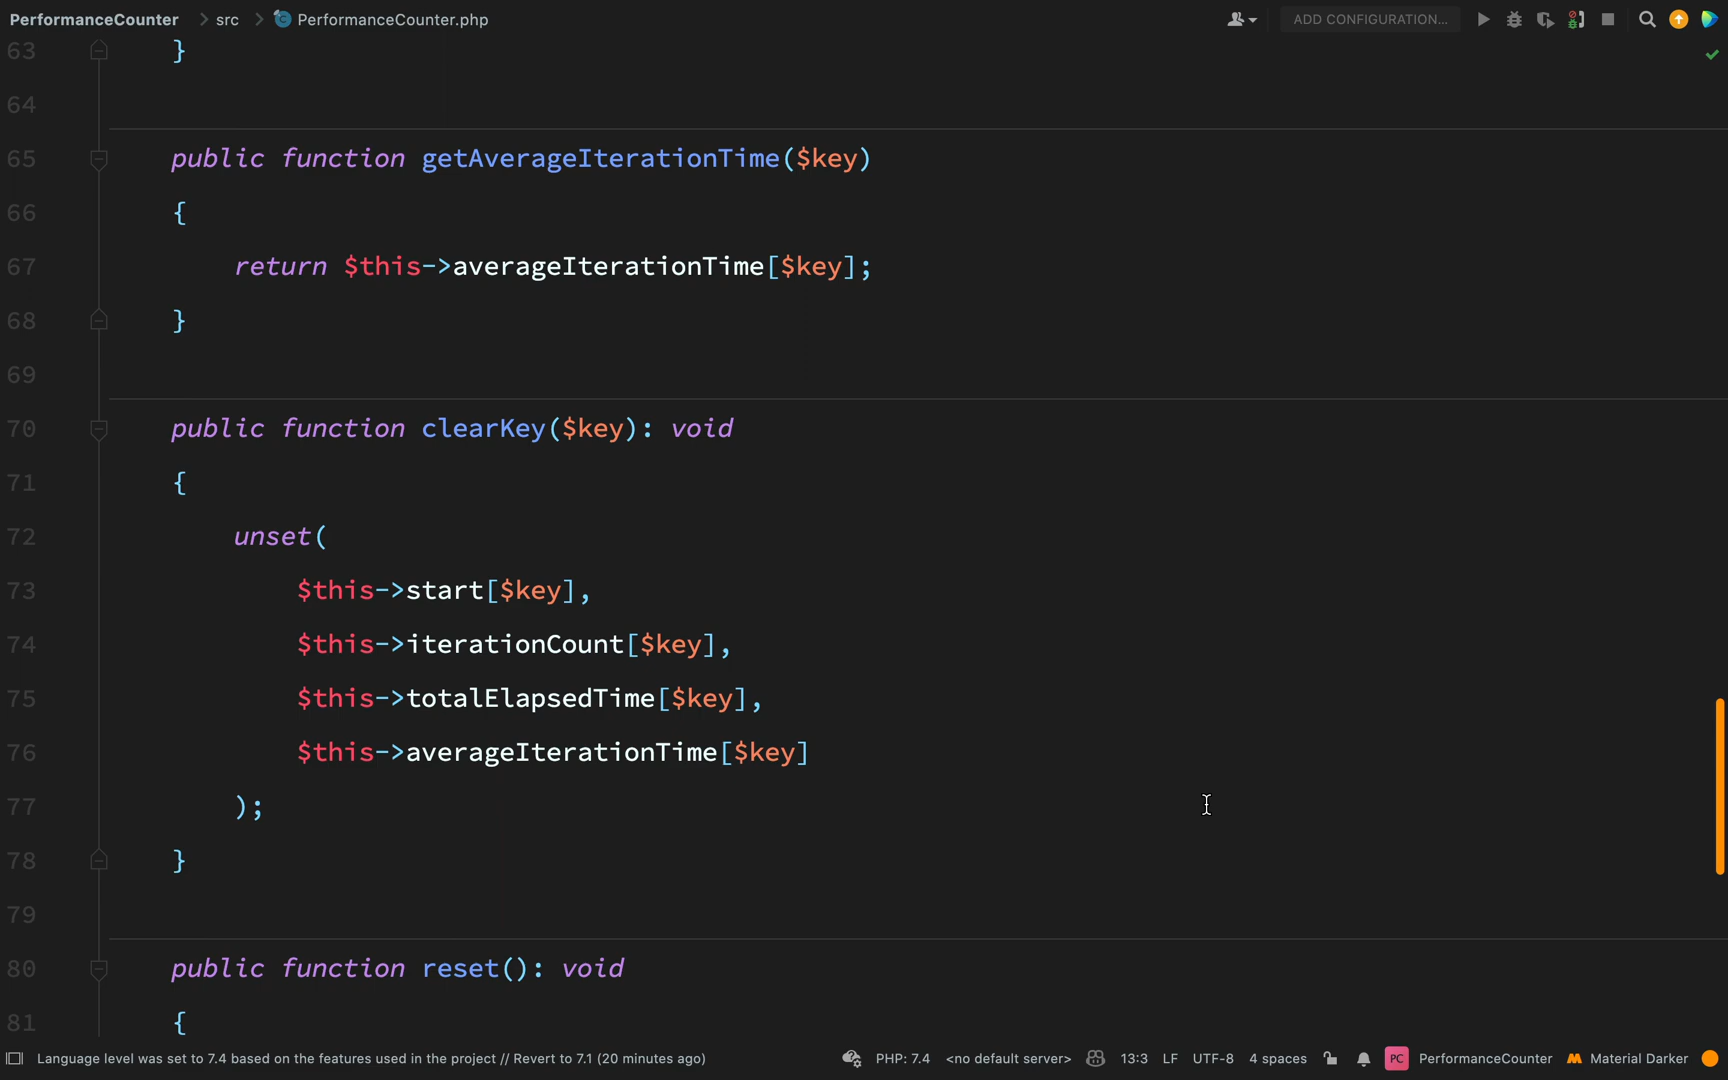 PerformanceCounter
src
PerformanceCounter.php
ADD CONFIGURATION...
63 }
64
65 public function getAverageIterationTime($key)
66 {
67 return $this->averageIterationTime[$key];
68 }
69
70 public function clearKey($key): void
71 {
72 unset(
73 $this->start[$key],
74 $this->iterationCount[$key],
75 $this->totalElapsedTime[$key],
76 $this->averageIterationTime[$key]
77 );
78 }
79
80 public function reset(): void
81 {
Language level was set to 7.4 based on the features used in the project // Revert to 7.1 (20 minutes ago)
PHP: 7.4
<no default server>
13:3
LF
UTF-8
4 spaces
PC
PerformanceCounter
Material Darker